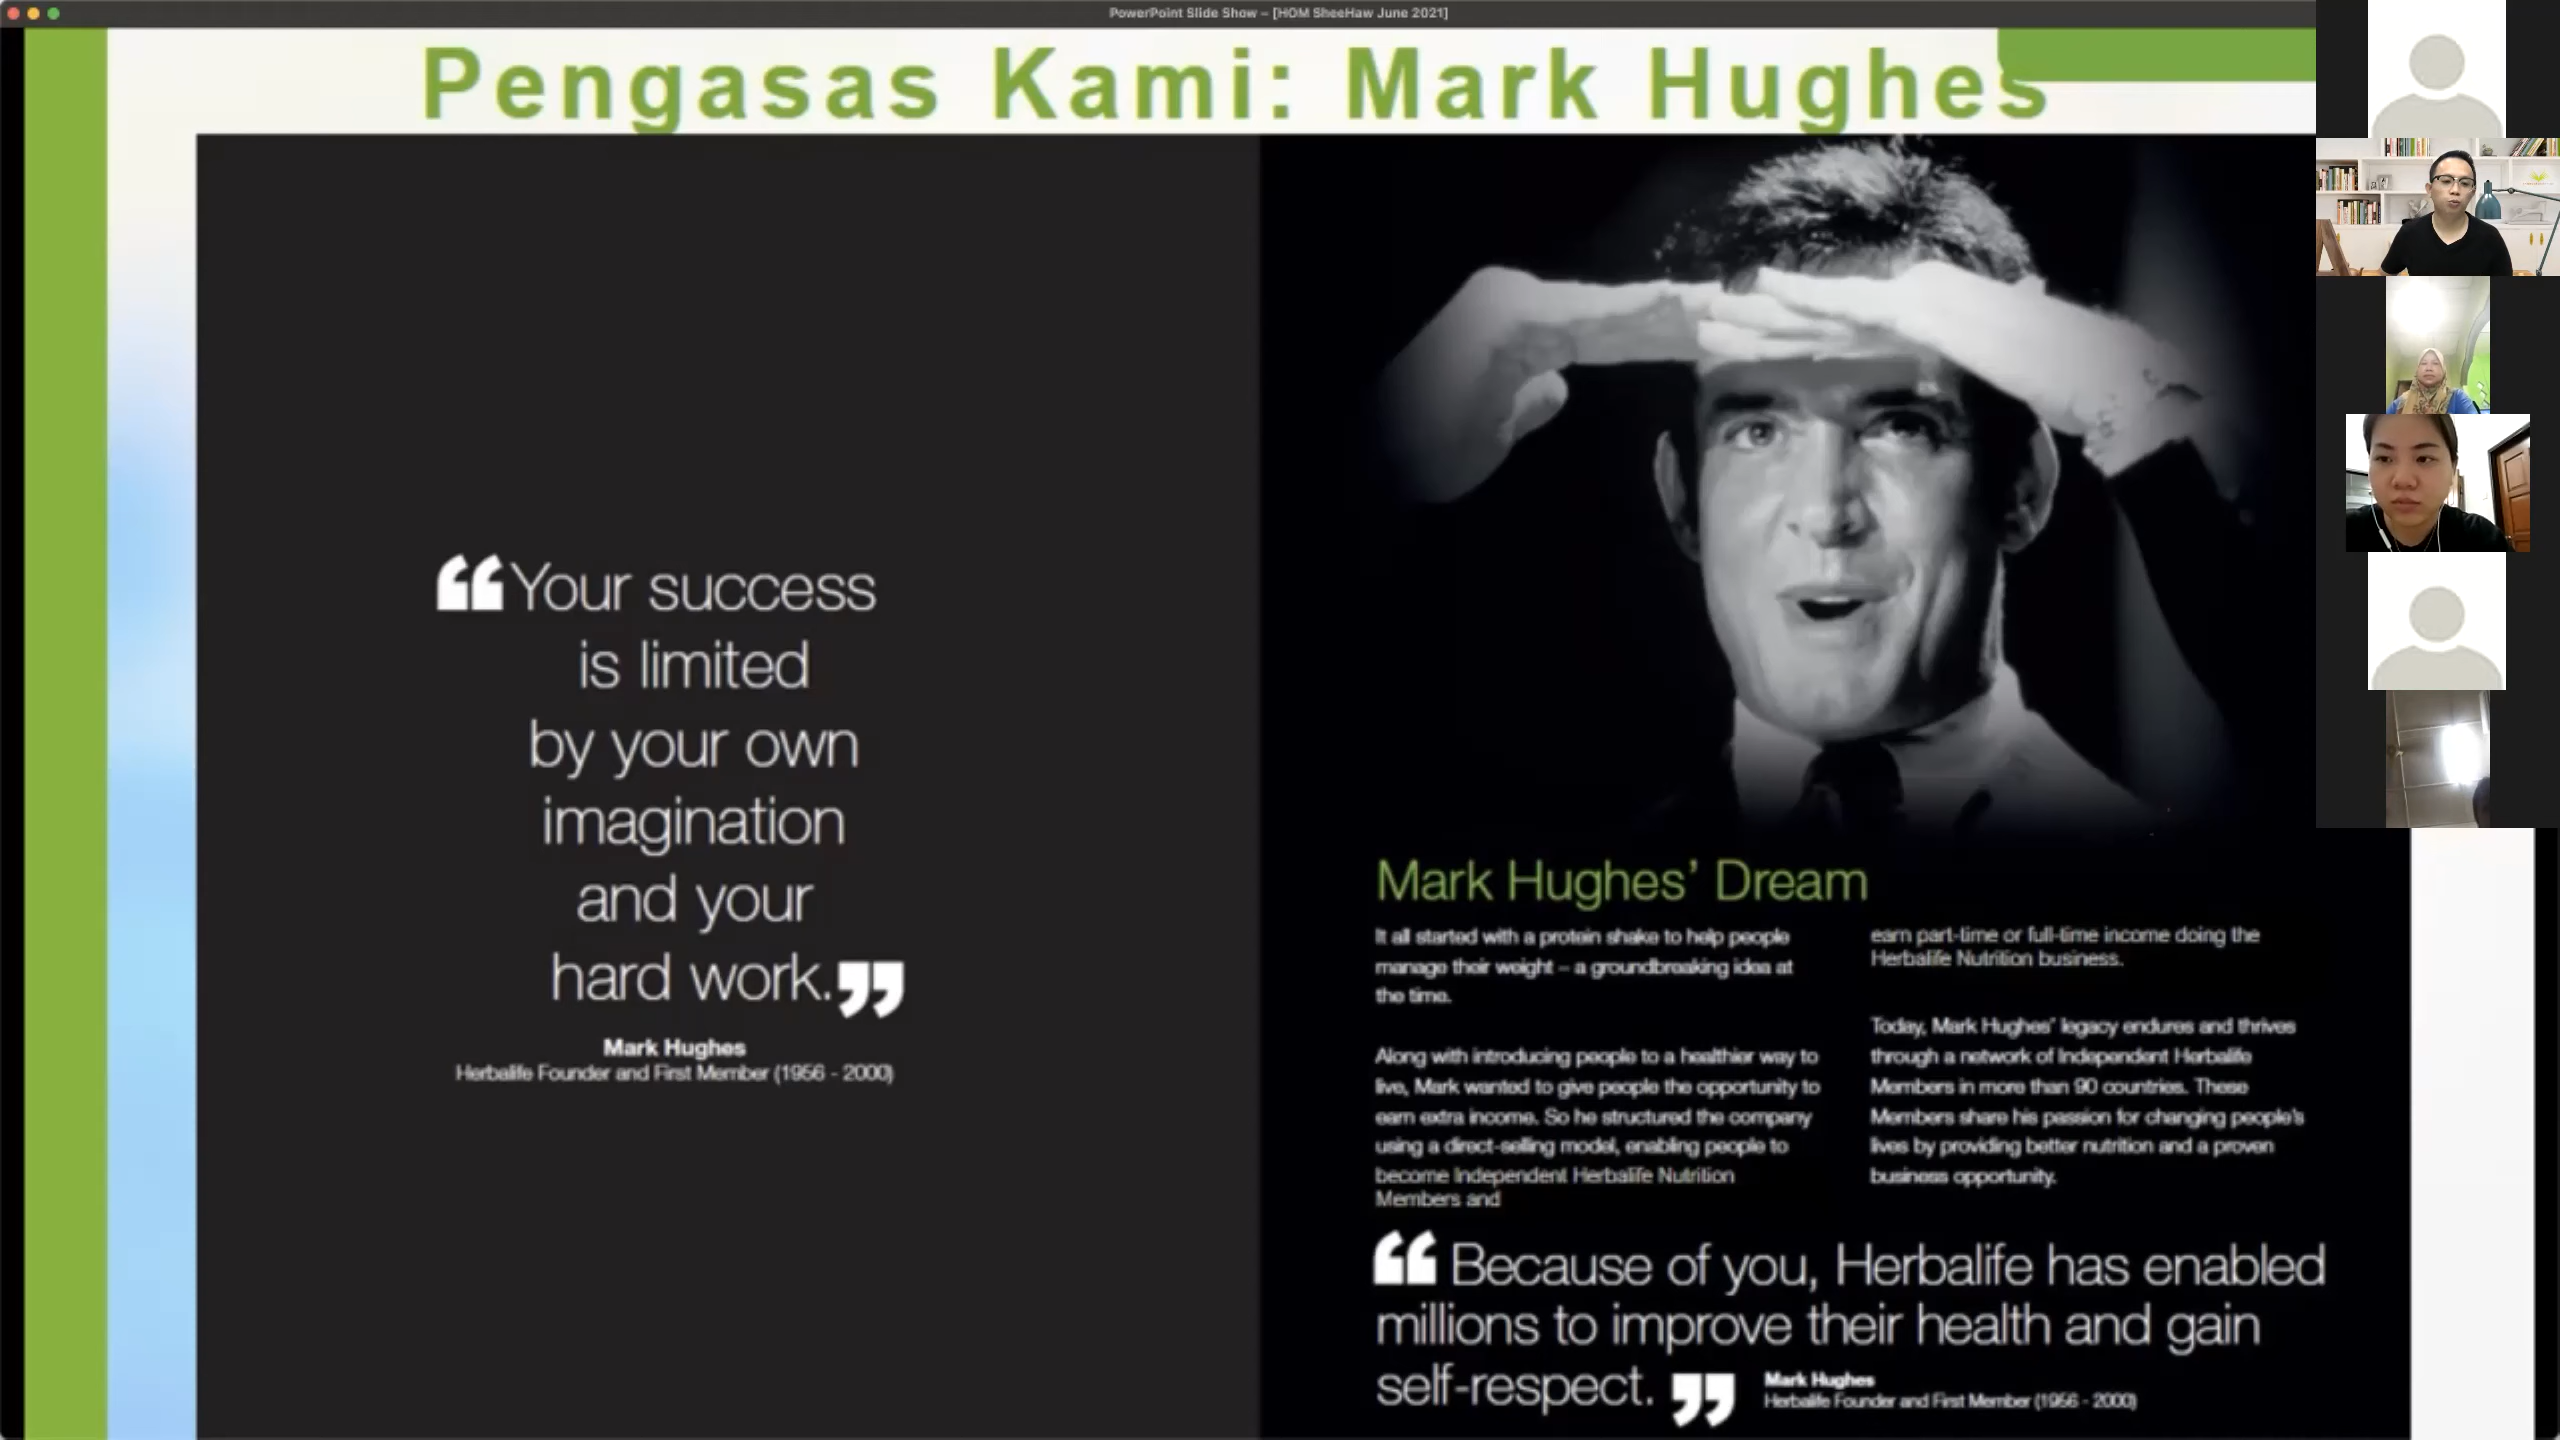 PowerPoint Slide Show – [HOM SheeHaw June 2021]
Pengasas Kami: Mark Hughes
“Your success
is limited
by your own
imagination
and your
hard work.”
Mark Hughes
Herbalife Founder and First Member (1956 - 2000)
Mark Hughes’ Dream
It all started with a protein shake to help people
manage their weight – a groundbreaking idea at
the time.
Along with introducing people to a healthier way to
live, Mark wanted to give people the opportunity to
earn extra income. So he structured the company
using a direct-selling model, enabling people to
become Independent Herbalife Nutrition
Members and
earn part-time or full-time income doing the
Herbalife Nutrition business.
Today, Mark Hughes’ legacy endures and thrives
through a network of Independent Herbalife
Members in more than 90 countries. These
Members share his passion for changing people’s
lives by providing better nutrition and a proven
business opportunity.
“Because of you, Herbalife has enabled
millions to improve their health and gain
self-respect.”
Mark Hughes
Herbalife Founder and First Member (1956 - 2000)